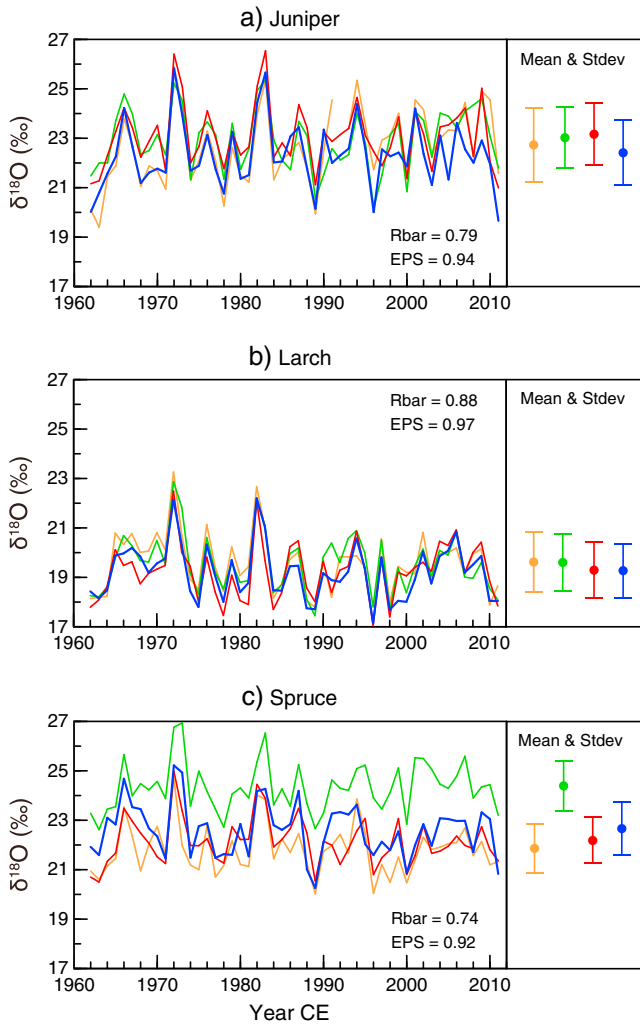 a) Juniper
27
25
23
21
19
17
δ¹⁸O (‰)
Mean & Stdev
Rbar = 0.79
EPS = 0.94
1960 1970 1980 1990 2000 2010
b) Larch
27
25
23
21
19
17
δ¹⁸O (‰)
Rbar = 0.88
EPS = 0.97
Mean & Stdev
1960 1970 1980 1990 2000 2010
c) Spruce
27
25
23
21
19
17
δ¹⁸O (‰)
Mean & Stdev
Rbar = 0.74
EPS = 0.92
1960 1970 1980 1990 2000 2010
Year CE